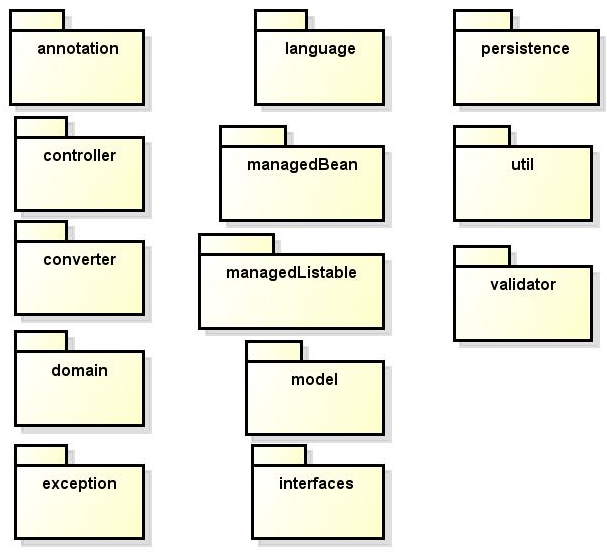 annotation
controller
converter
domain
exception
language
managedBean
managedListable
model
interfaces
persistence
util
validator